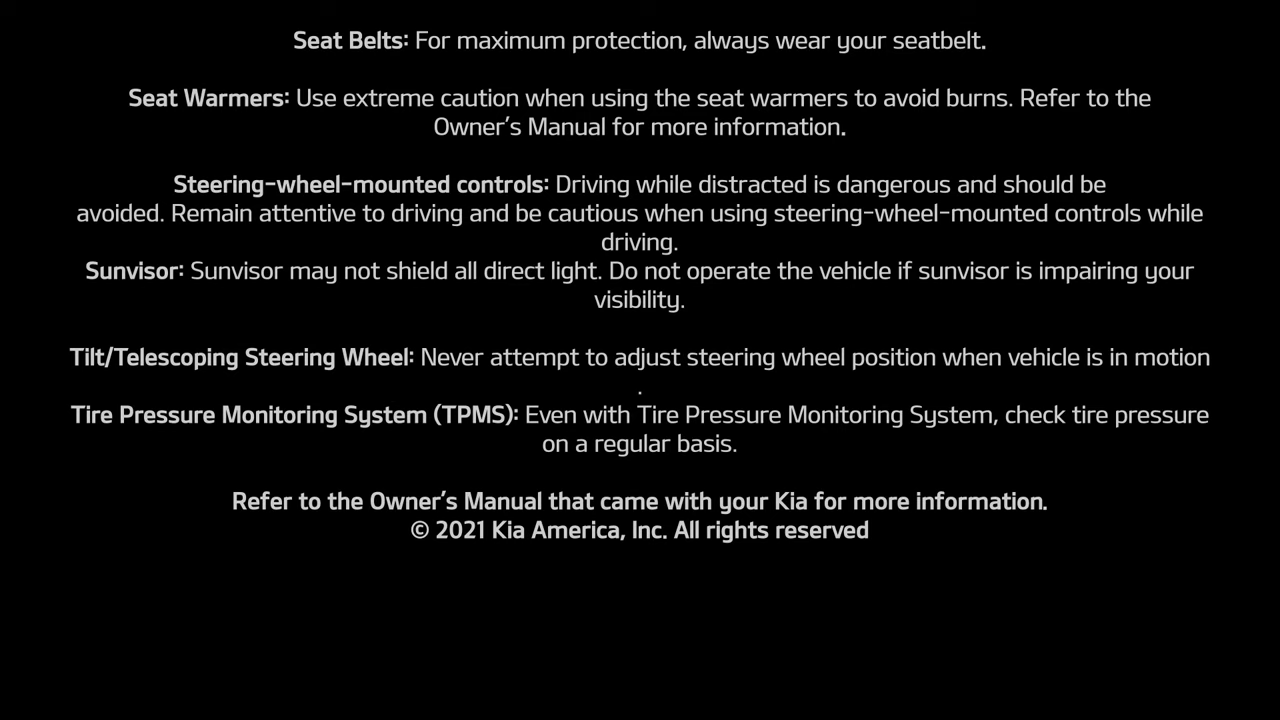 Seat Belts: For maximum protection, always wear your seatbelt.
Seat Warmers: Use extreme caution when using the seat warmers to avoid burns. Refer to the
Owner’s Manual for more information.
Steering-wheel-mounted controls: Driving while distracted is dangerous and should be
avoided. Remain attentive to driving and be cautious when using steering-wheel-mounted controls while
driving.
Sunvisor: Sunvisor may not shield all direct light. Do not operate the vehicle if sunvisor is impairing your
visibility.
Tilt/Telescoping Steering Wheel: Never attempt to adjust steering wheel position when vehicle is in motion
.
Tire Pressure Monitoring System (TPMS): Even with Tire Pressure Monitoring System, check tire pressure
on a regular basis.
Refer to the Owner’s Manual that came with your Kia for more information.
© 2021 Kia America, Inc. All rights reserved